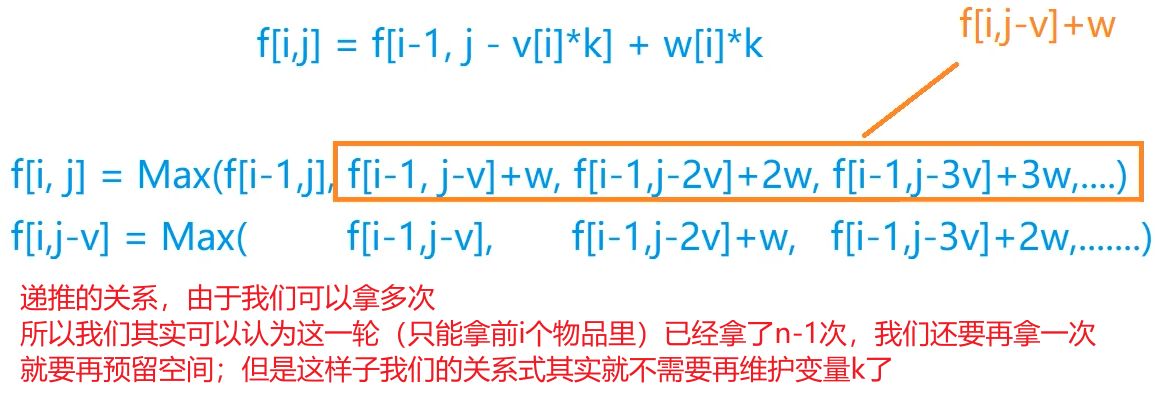 f[i,j-v]+w
f[i,j] = f[i-1, j - v[i]*k] + w[i]*k
f[i, j] = Max(f[i-1,j], f[i-1, j-v]+w, f[i-1,j-2v]+2w, f[i-1,j-3v]+3w,....)
f[i,j-v] = Max( f[i-1,j-v], f[i-1,j-2v]+w, f[i-1,j-3v]+2w,.......)
递推的关系，由于我们可以拿多次
所以我们其实可以认为这一轮（只能拿前i个物品里）已经拿了n-1次，我们还要再拿一次
就要再预留空间；但是这样子我们的关系式其实就不需要再维护变量k了